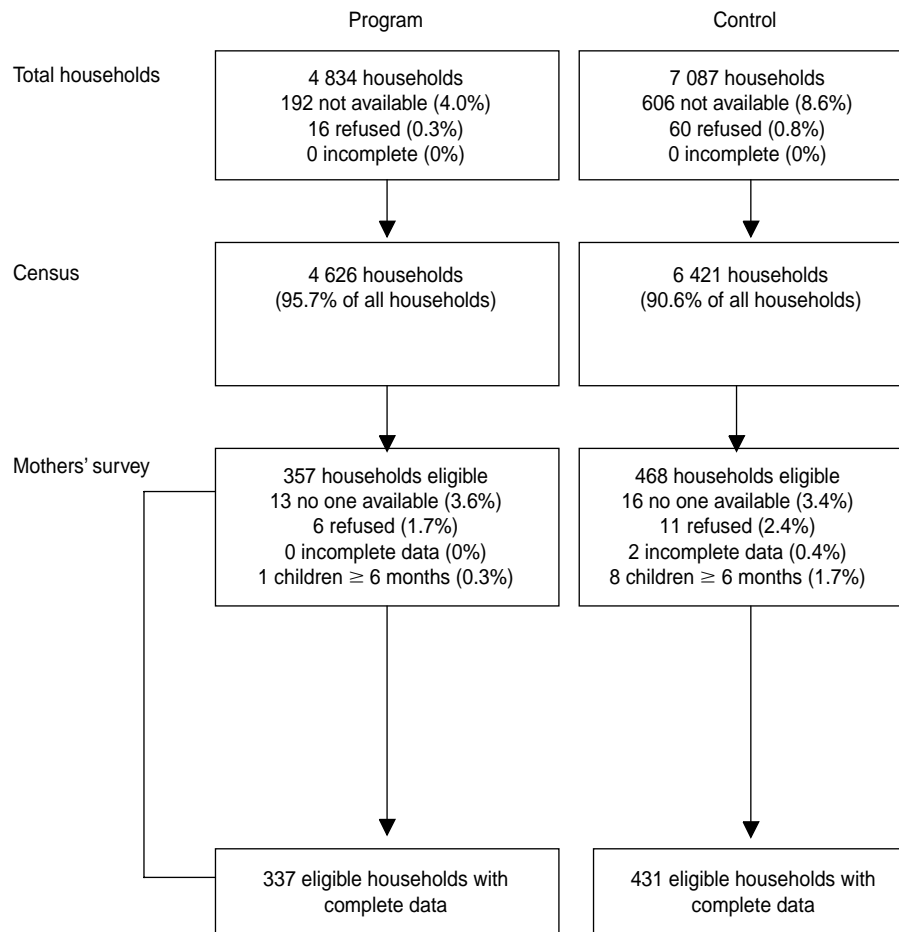 Program
Control
Total households
4 834 households
192 not available (4.0%)
16 refused (0.3%)
0 incomplete (0%)
7 087 households
606 not available (8.6%)
60 refused (0.8%)
0 incomplete (0%)
Census
4 626 households
(95.7% of all households)
6 421 households
(90.6% of all households)
Mothers’ survey
357 households eligible
13 no one available (3.6%)
6 refused (1.7%)
0 incomplete data (0%)
1 children ≥ 6 months (0.3%)
468 households eligible
16 no one available (3.4%)
11 refused (2.4%)
2 incomplete data (0.4%)
8 children ≥ 6 months (1.7%)
337 eligible households with
complete data
431 eligible households with
complete data